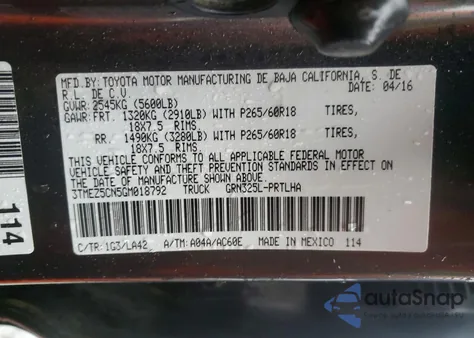 MFD.BY: TOYOTA MOTOR MANUFACTURING DE BAJA CALIFORNIA, S. DE
R.L. DE C.V. DATE: 04/16
GVWR: 2545KG (5600LB)
GAWR: FRT. 1320KG (2910LB) WITH P265/60R18 TIRES,
18X7.5 RIMS.
RR. 1490KG (3280LB) WITH P265/60R18 TIRES,
18X7.5 RIMS.
THIS VEHICLE CONFORMS TO ALL APPLICABLE FEDERAL MOTOR
VEHICLE SAFETY AND THEFT PREVENTION STANDARDS IN EFFECT ON
THE DATE OF MANUFACTURE SHOWN ABOVE.
3TMEZ5CN5GM018792 TRUCK GRN325L-PRTLHA
C/TR: 1G3/LA42 A/TM: A04A/AC60E MADE IN MEXICO 114
114
autoSnap